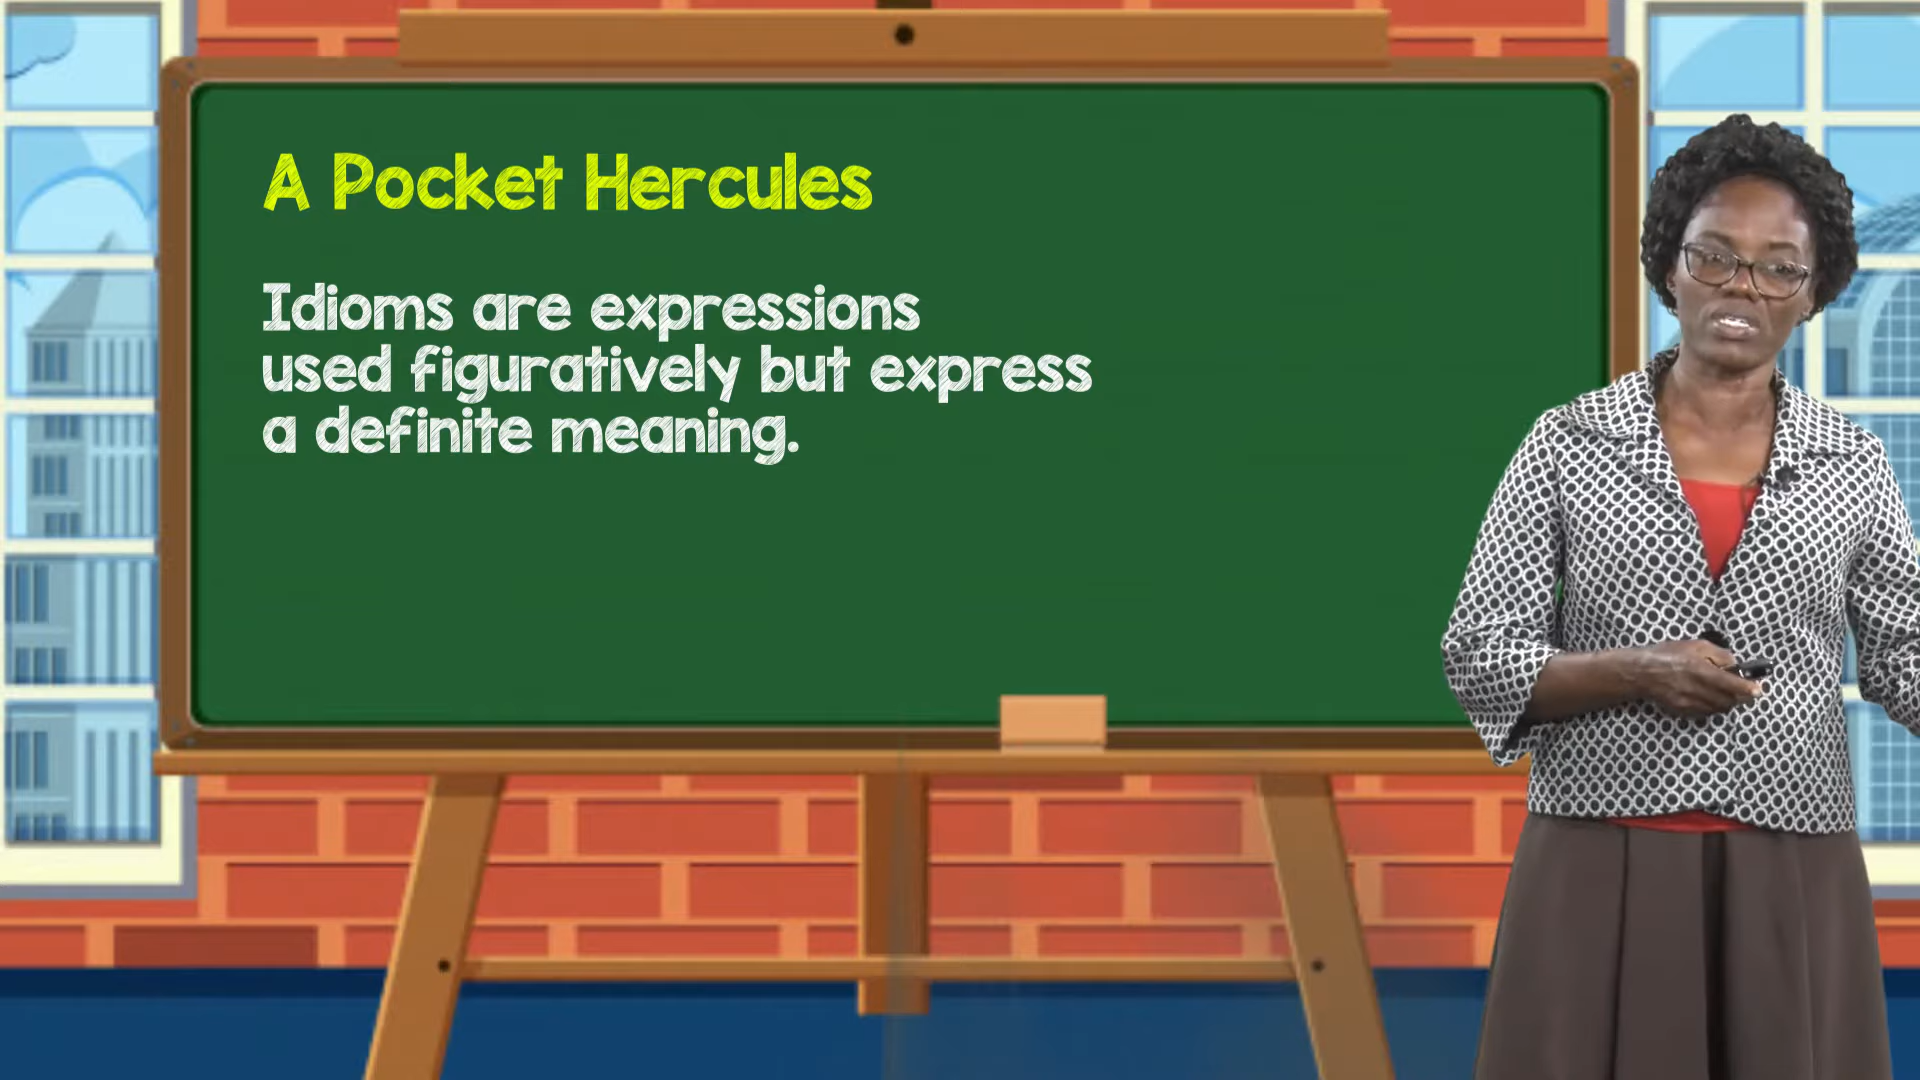 A Pocket Hercules
Idioms are expressions
used figuratively but express
a definite meaning.